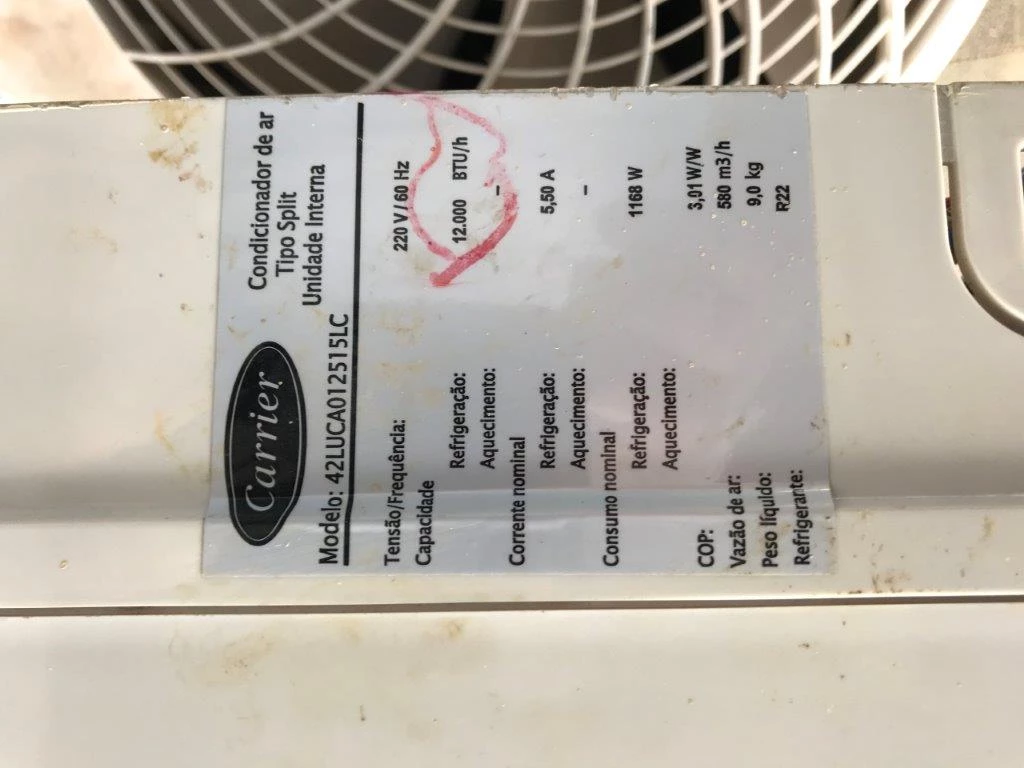 Carrier
Condicionador de ar
Tipo Split
Unidade Interna
Modelo: 42LUCA012515LC
Tensão/Frequência: 220 V / 60 Hz
Capacidade
Refrigeração: 12.000 BTU/h
Aquecimento: –
Corrente nominal
Refrigeração: 5,50 A
Aquecimento: –
Consumo nominal
Refrigeração: 1168 W
Aquecimento:
COP: 3,01 W/W
Vazão de ar: 580 m3/h
Peso líquido: 9,0 kg
Refrigerante: R22